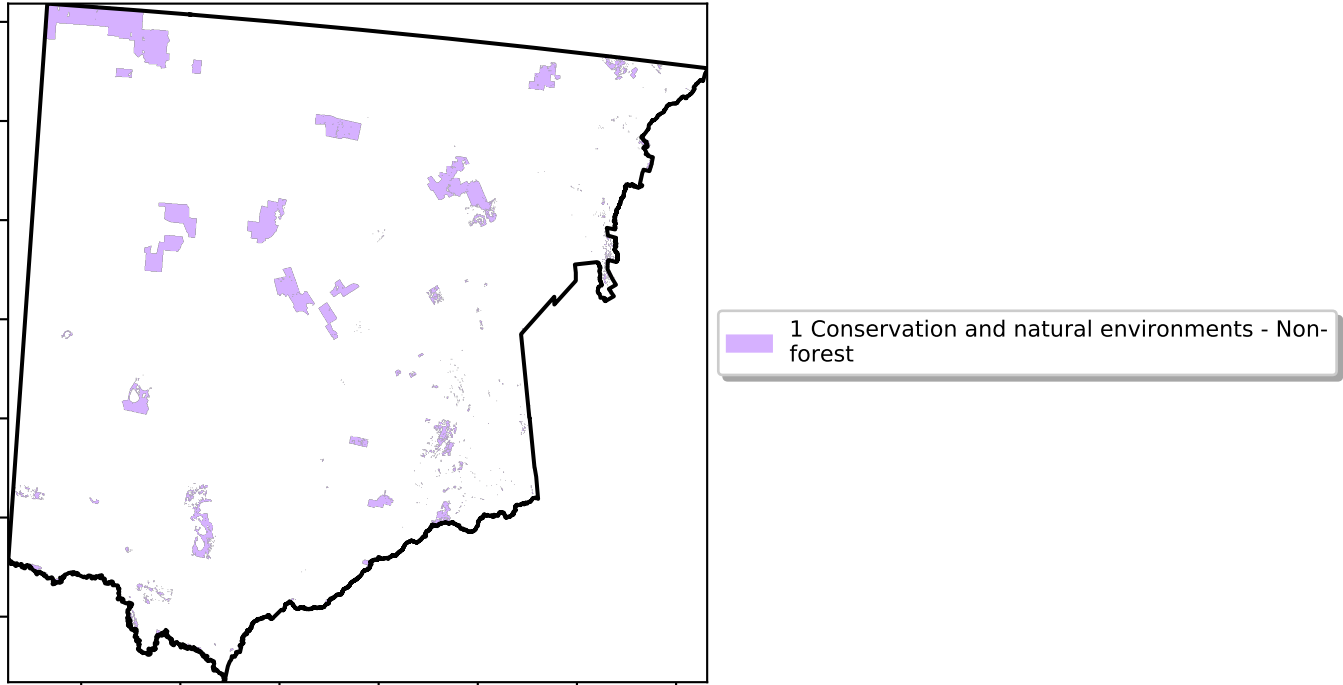 1 Conservation and natural environments - Non-
forest